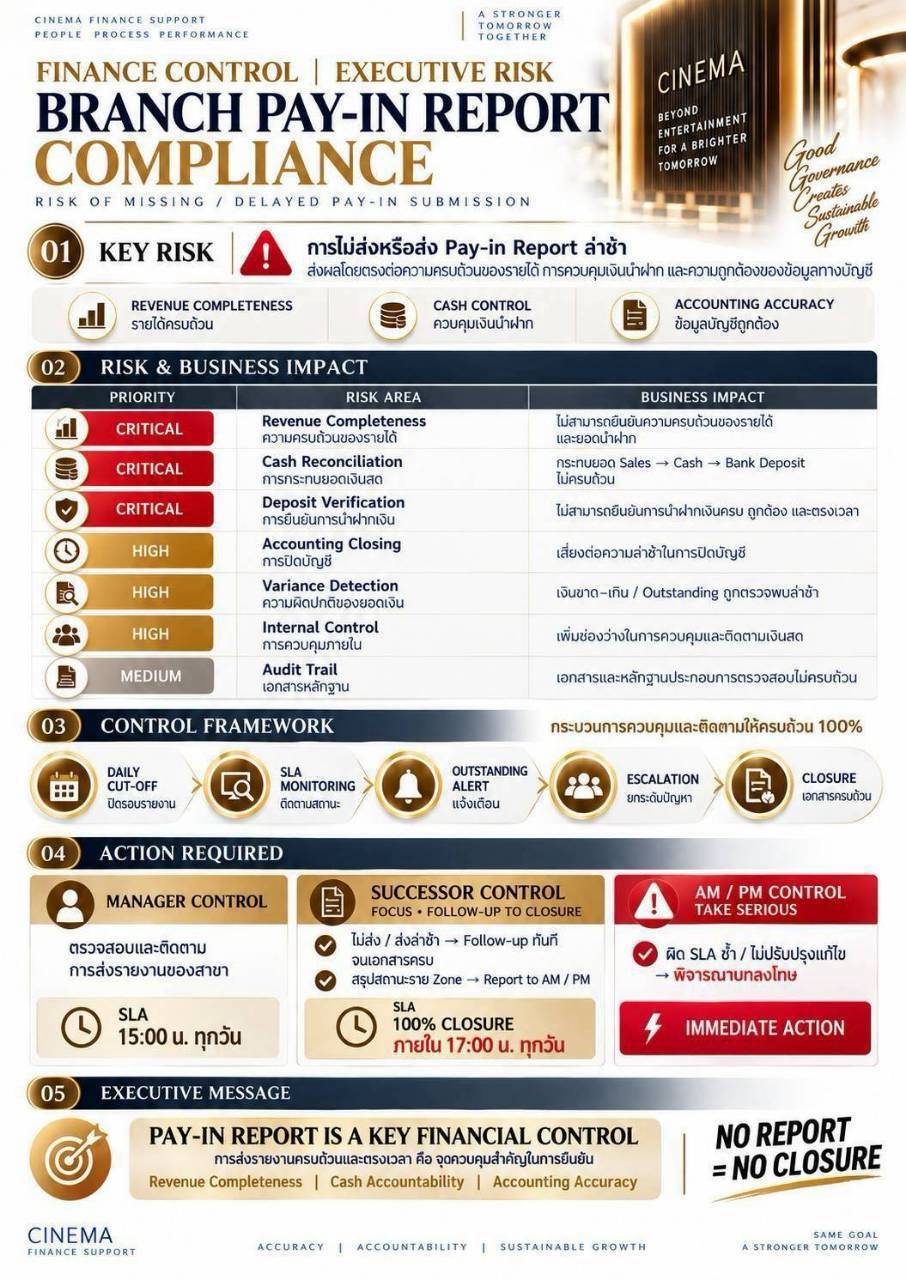 CINEMA FINANCE SUPPORT
PEOPLE PROCESS PERFORMANCE
A STRONGER
TOMORROW
TOGETHER
CINEMA
BEYOND
ENTERTAINMENT
FOR A BRIGHTER
TOMORROW
Good
Governance
Creates
Sustainable
Growth
FINANCE CONTROL | EXECUTIVE RISK
BRANCH PAY-IN REPORT
COMPLIANCE
RISK OF MISSING / DELAYED PAY-IN SUBMISSION
01 KEY RISK
การไม่ส่งหรือส่ง Pay-in Report ล่าช้า
ส่งผลโดยตรงต่อความครบถ้วนของรายได้ การควบคุมเงินนำฝาก และความถูกต้องของข้อมูลทางบัญชี
REVENUE COMPLETENESS
รายได้ครบถ้วน
CASH CONTROL
ควบคุมเงินนำฝาก
ACCOUNTING ACCURACY
ข้อมูลบัญชีถูกต้อง
02 RISK & BUSINESS IMPACT
PRIORITY RISK AREA BUSINESS IMPACT
CRITICAL
Revenue Completeness
ความครบถ้วนของรายได้
ไม่สามารถยืนยันความครบถ้วนของรายได้
และยอดนำฝาก
CRITICAL
Cash Reconciliation
การกระทบยอดเงินสด
กระทบยอด Sales → Cash → Bank Deposit
ไม่ครบถ้วน
CRITICAL
Deposit Verification
การยืนยันการนำฝากเงิน
ไม่สามารถยืนยันการนำฝากเงินครบ ถูกต้อง และตรงเวลา
HIGH
Accounting Closing
การปิดบัญชี
เสี่ยงต่อความล่าช้าในการปิดบัญชี
HIGH
Variance Detection
ความผิดปกติของยอดเงิน
เงินขาด–เกิน / Outstanding ถูกตรวจพบล่าช้า
HIGH
Internal Control
การควบคุมภายใน
เพิ่มช่องว่างในการควบคุมและติดตามเงินสด
MEDIUM
Audit Trail
เอกสารหลักฐาน
เอกสารและหลักฐานประกอบการตรวจสอบไม่ครบถ้วน
03 CONTROL FRAMEWORK
กระบวนการควบคุมและติดตามให้ครบถ้วน 100%
DAILY
CUT-OFF
ปิดรอบรายงาน
SLA
MONITORING
ติดตามสถานะ
OUTSTANDING
ALERT
แจ้งเตือน
ESCALATION
ยกระดับปัญหา
CLOSURE
เอกสารครบถ้วน
04 ACTION REQUIRED
MANAGER CONTROL
ตรวจสอบและติดตาม
การส่งรายงานของสาขา
SLA
15:00 น. ทุกวัน
SUCCESSOR CONTROL
FOCUS • FOLLOW-UP TO CLOSURE
ไม่ส่ง / ส่งล่าช้า → Follow-up ทันที
จนเอกสารครบ
สรุปสถานะราย Zone → Report to AM / PM
SLA
100% CLOSURE
ภายใน 17:00 น. ทุกวัน
AM / PM CONTROL
TAKE SERIOUS
ผิด SLA ซ้ำ / ไม่ปรับปรุงแก้ไข
→ พิจารณาบทลงโทษ
IMMEDIATE ACTION
05 EXECUTIVE MESSAGE
PAY-IN REPORT IS A KEY FINANCIAL CONTROL
การส่งรายงานครบถ้วนและตรงเวลา คือ จุดควบคุมสำคัญในการยืนยัน
Revenue Completeness | Cash Accountability | Accounting Accuracy
NO REPORT
= NO CLOSURE
CINEMA
FINANCE SUPPORT
ACCURACY | ACCOUNTABILITY | SUSTAINABLE GROWTH
SAME GOAL
A STRONGER TOMORROW